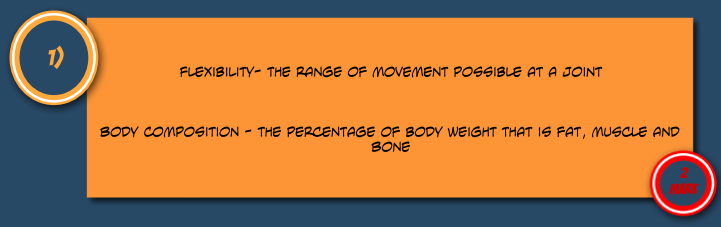 1)
FLEXIBILITY- THE RANGE OF MOVEMENT POSSIBLE AT A JOINT
BODY COMPOSITION - THE PERCENTAGE OF BODY WEIGHT THAT IS FAT, MUSCLE AND
BONE
2